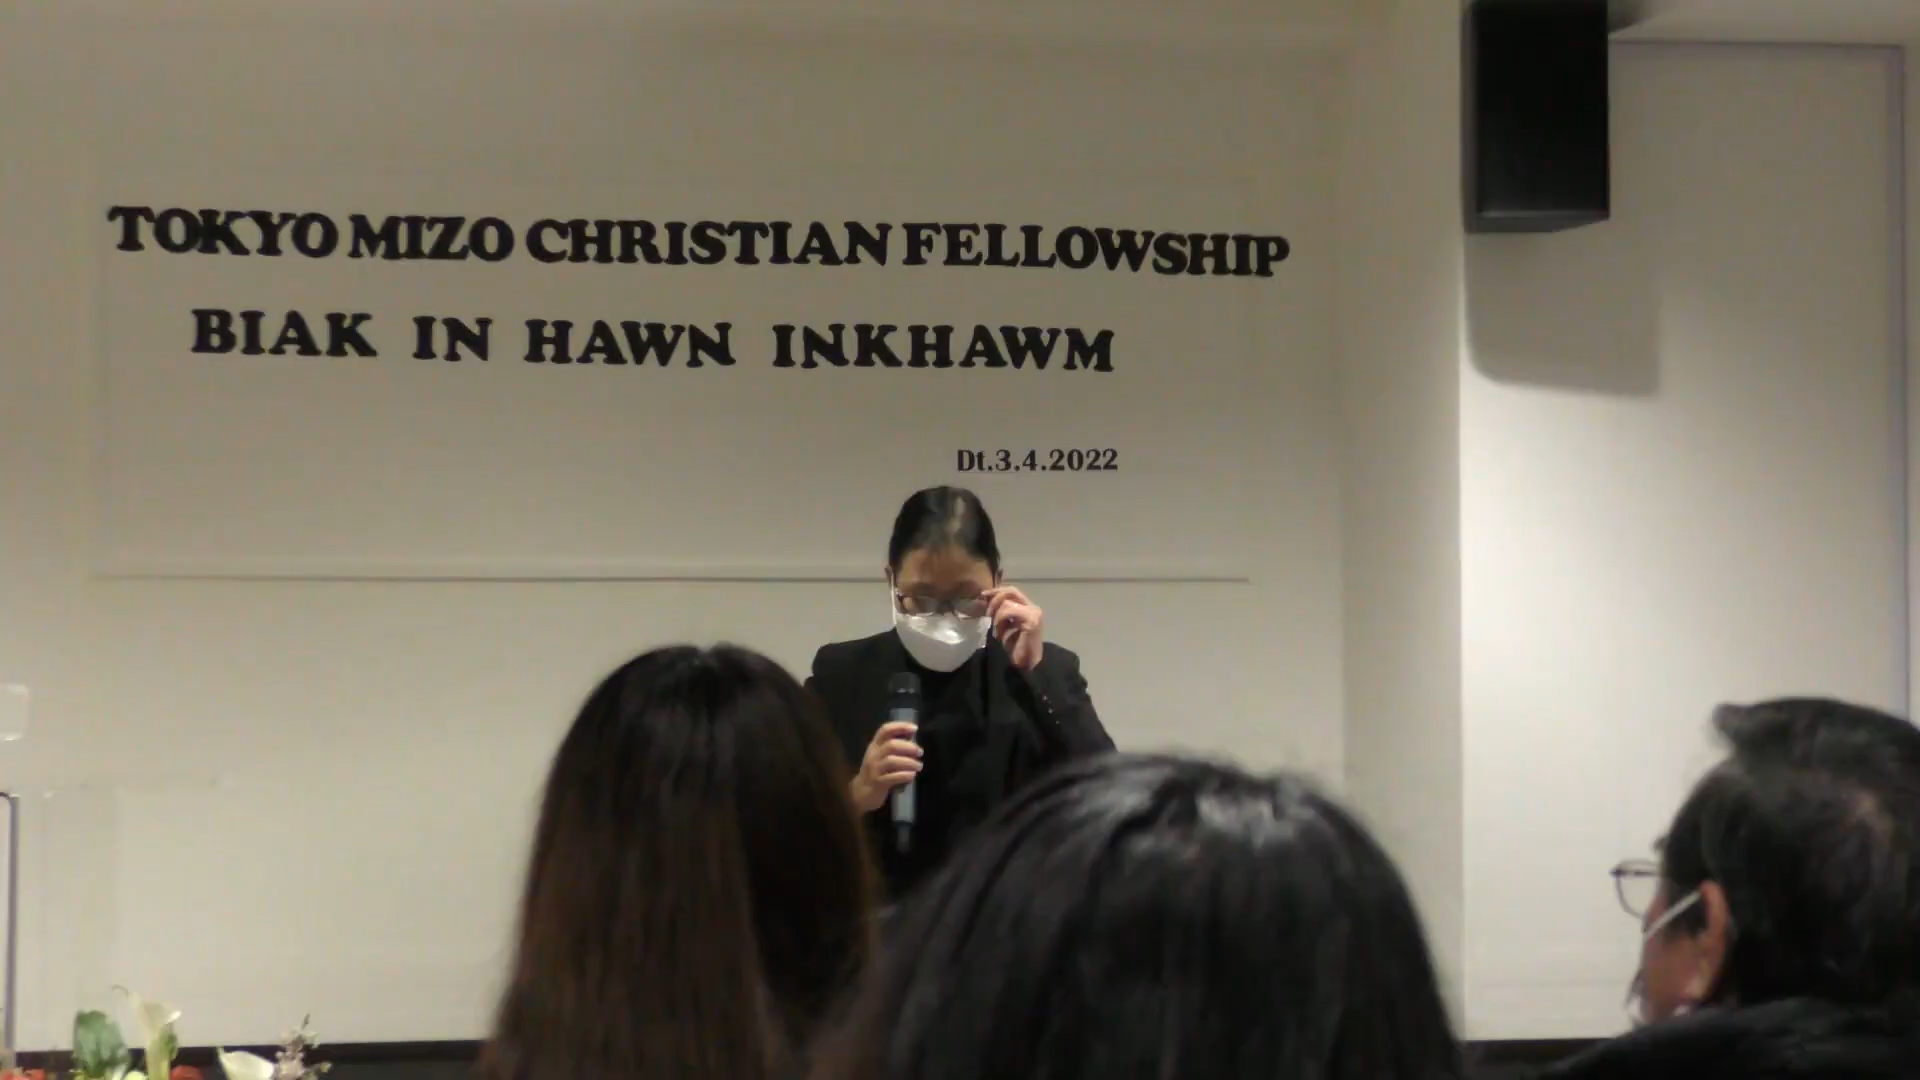 TOKYO MIZO CHRISTIAN FELLOWSHIP
BIAK IN HAWN INKHAWM
Dt.3.4.2022